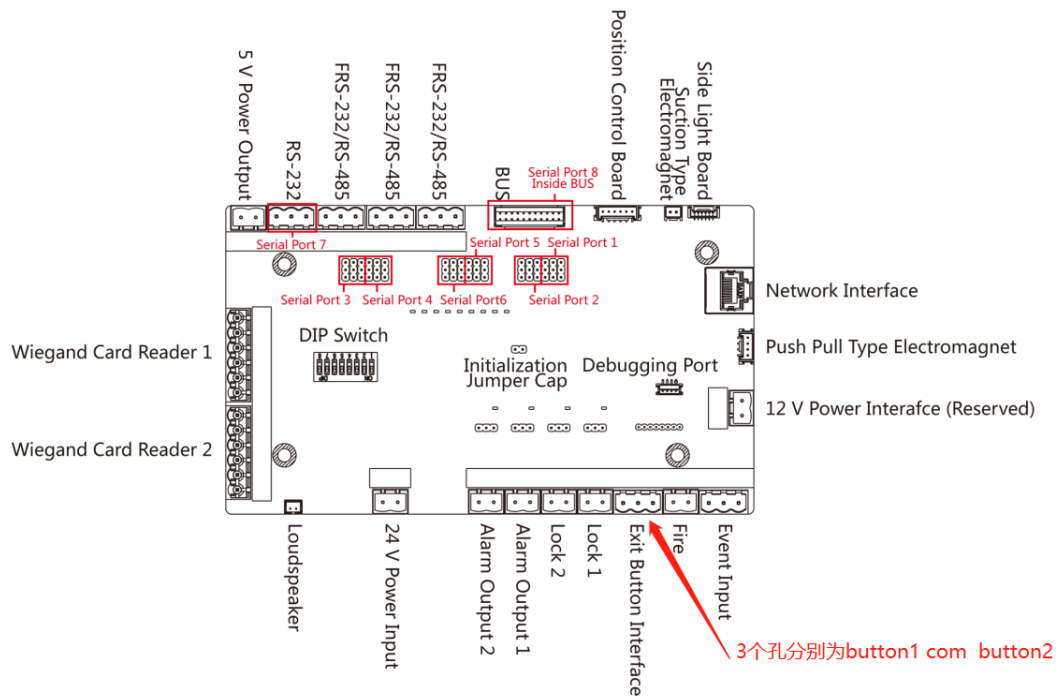 5 V Power Output
RS-232
FRS-232/RS-485
FRS-232/RS-485
FRS-232/RS-485
BUS
Serial Port 8
Inside BUS
Position Control Board
Suction Type
Electromagnet
Side Light Board
Serial Port 7
Serial Port 5
Serial Port 1
Serial Port 3
Serial Port 4
Serial Port6
Serial Port 2
Network Interface
DIP Switch
Wiegand Card Reader 1
Initialization
Jumper Cap
Debugging Port
Push Pull Type Electromagnet
12 V Power Interafce (Reserved)
Wiegand Card Reader 2
Loudspeaker
24 V Power Input
Alarm Output 2
Alarm Output 1
Lock 2
Lock 1
Exit Button Interface
Fire
Event Input
3个孔分别为button1 com button2